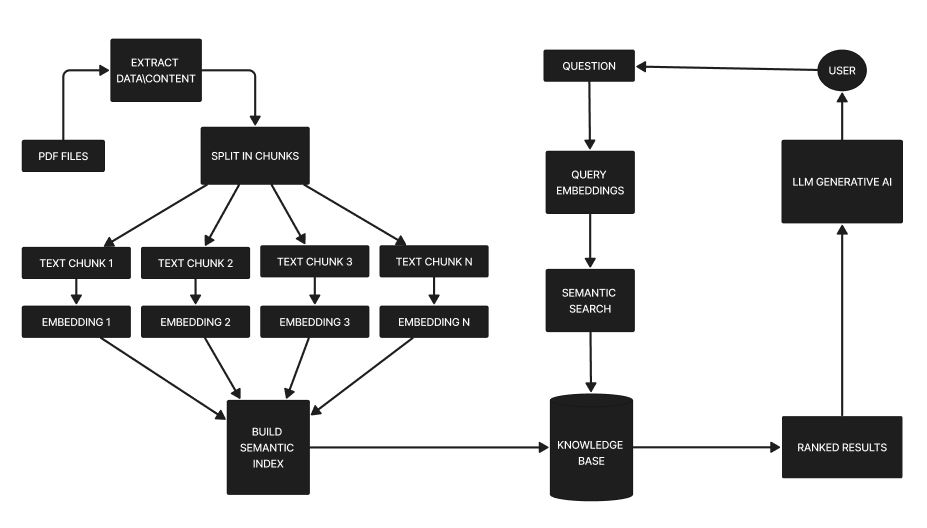 EXTRACT
DATA\CONTENT
PDF FILES
SPLIT IN CHUNKS
TEXT CHUNK 1
TEXT CHUNK 2
TEXT CHUNK 3
TEXT CHUNK N
EMBEDDING 1
EMBEDDING 2
EMBEDDING 3
EMBEDDING N
BUILD
SEMANTIC
INDEX
QUESTION
USER
QUERY
EMBEDDINGS
LLM GENERATIVE AI
SEMANTIC
SEARCH
KNOWLEDGE
BASE
RANKED RESULTS